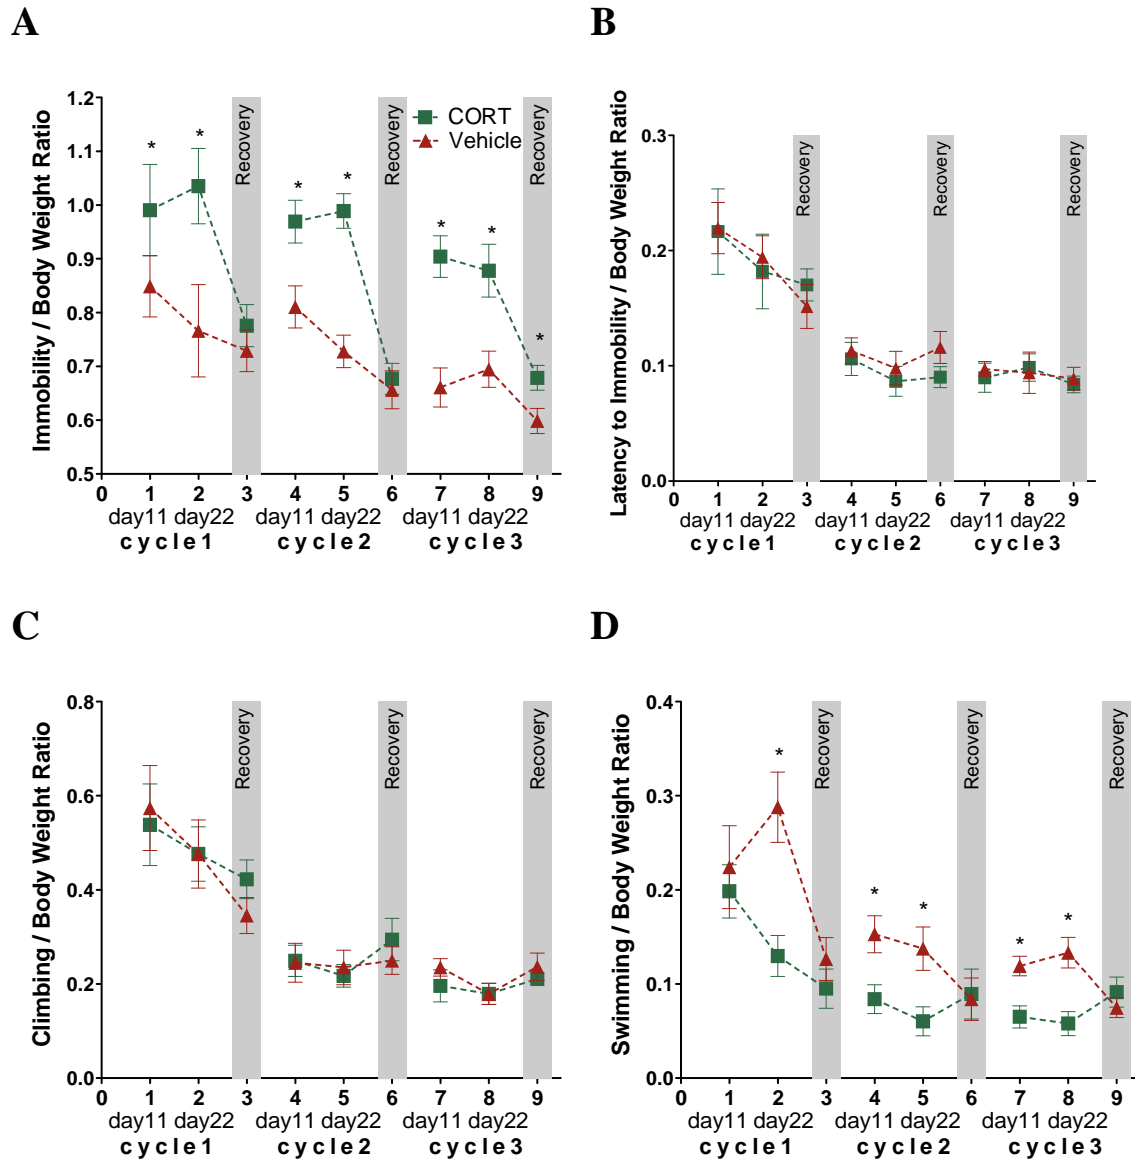 A
Immobility / Body Weight Ratio
1.2
1.1
1.0
0.9
0.8
0.7
0.6
0.5
CORT
Vehicle
* * * * * * *
Recovery
Recovery
Recovery
0 1 2 3 4 5 6 7 8 9
day11 day22 day11 day22 day11 day22
cycle1 cycle2 cycle3
B
Latency to Immobility / Body Weight Ratio
0.3
0.2
0.1
0.0
Recovery
Recovery
Recovery
0 1 2 3 4 5 6 7 8 9
day11 day22 day11 day22 day11 day22
cycle1 cycle2 cycle3
C
Climbing / Body Weight Ratio
0.8
0.6
0.4
0.2
0.0
Recovery
Recovery
Recovery
0 1 2 3 4 5 6 7 8 9
day11 day22 day11 day22 day11 day22
cycle1 cycle2 cycle3
D
Swimming / Body Weight Ratio
0.4
0.3
0.2
0.1
0.0
* * * * *
Recovery
Recovery
Recovery
0 1 2 3 4 5 6 7 8 9
day11 day22 day11 day22 day11 day22
cycle1 cycle2 cycle3